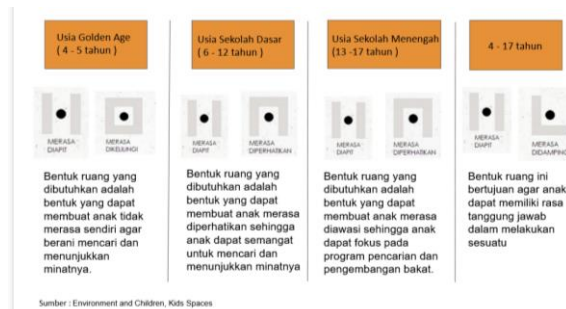 Usia Golden Age
( 4 - 5 tahun )
MERASA
DIAPIT
MERASA
DIKELILINGI
Bentuk ruang yang
dibutuhkan adalah
bentuk yang dapat
membuat anak tidak
merasa sendiri agar
berani mencari dan
menunjukkan
minatnya.
Usia Sekolah Dasar
( 6 - 12 tahun )
MERASA
DIAPIT
MERASA
DIPERHATIKAN
Bentuk ruang yang
dibutuhkan adalah
bentuk yang dapat
membuat anak merasa
diperhatikan sehingga
anak dapat semangat
untuk mencari dan
menunjukkan minatnya
Usia Sekolah Menengah
(13 -17 tahun )
MERASA
DIAPIT
MERASA
DIPERHATIKAN
Bentuk ruang yang
dibutuhkan adalah
bentuk yang dapat
membuat anak merasa
diawasi sehingga anak
dapat fokus pada
program pencarian dan
pengembangan bakat.
4 - 17 tahun
MERASA
DIAPIT
MERASA
DIDAMPINGI
Bentuk ruang ini
bertujuan agar anak
dapat memiliki rasa
tanggung jawab
dalam melakukan
sesuatu
Sumber : Environment and Children, Kids Spaces